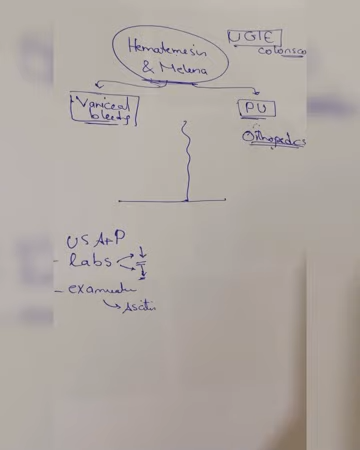 UGIE
colonsco
Hematemesis
& Melena
Variceal
bleeds
PU
Orthopedics
US A+P
- labs
- examination
Ascites